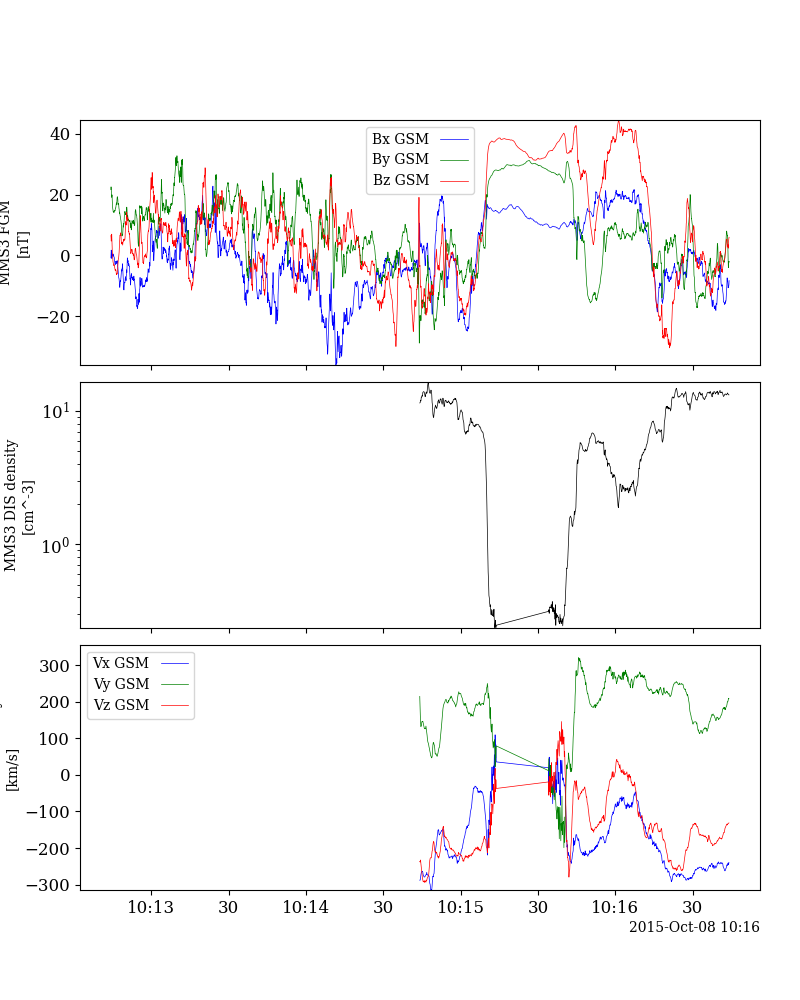 40
20
0
−20
MMS3 FGM
[nT]
Bx GSM
By GSM
Bz GSM
10^1
10^0
MMS3 DIS density
[cm^-3]
300
200
100
0
−100
−200
−300
[km/s]
Vx GSM
Vy GSM
Vz GSM
10:13 30 10:14 30 10:15 30 10:16 30
2015-Oct-08 10:16